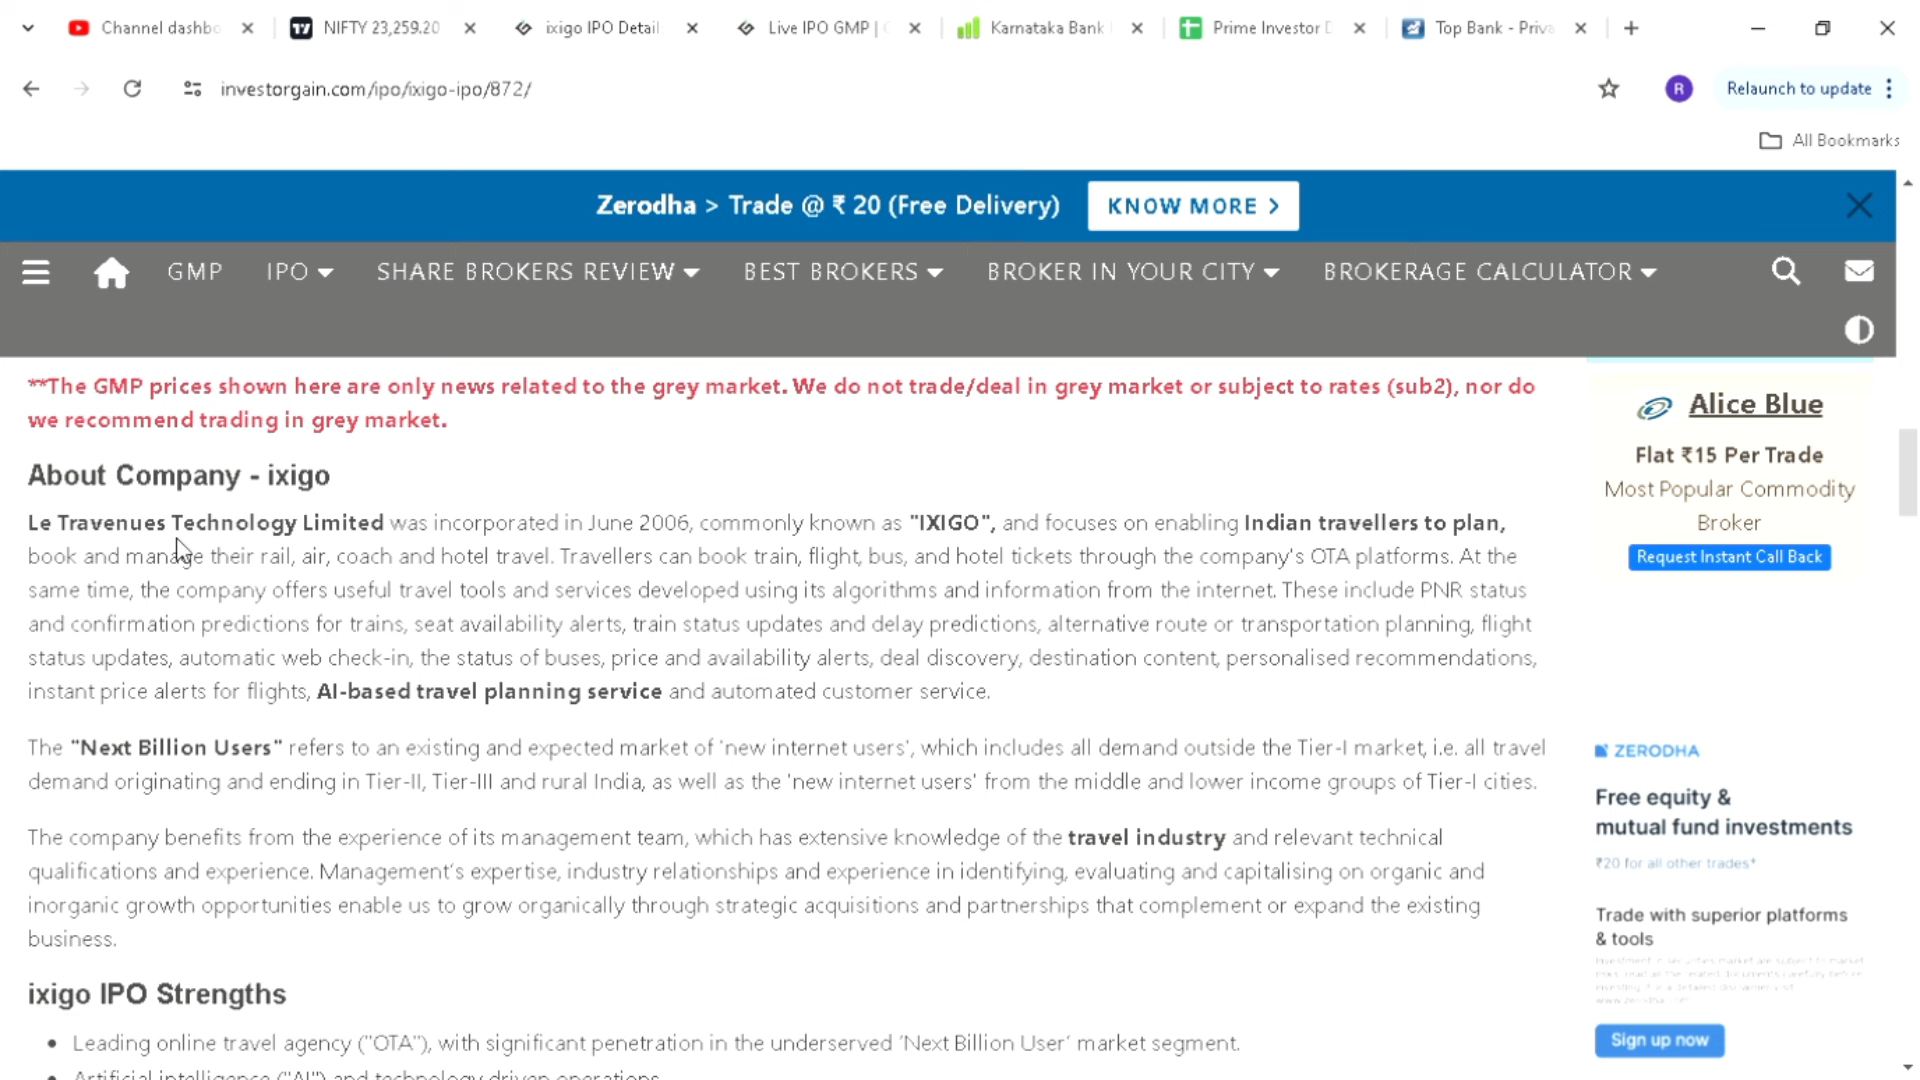 Channel dashbo
NIFTY 23,259.20
ixigo IPO Detail
Live IPO GMP |
Karnataka Bank
Prime Investor D
Top Bank - Priva
investorgain.com/ipo/ixigo-ipo/872/
R
Relaunch to update
All Bookmarks
Zerodha > Trade @ ₹ 20 (Free Delivery)
KNOW MORE >
GMP
IPO
SHARE BROKERS REVIEW
BEST BROKERS
BROKER IN YOUR CITY
BROKERAGE CALCULATOR
**The GMP prices shown here are only news related to the grey market. We do not trade/deal in grey market or subject to rates (sub2), nor do
we recommend trading in grey market.
About Company - ixigo
Le Travenues Technology Limited was incorporated in June 2006, commonly known as "IXIGO", and focuses on enabling Indian travellers to plan,
book and manage their rail, air, coach and hotel travel. Travellers can book train, flight, bus, and hotel tickets through the company's OTA platforms. At the
same time, the company offers useful travel tools and services developed using its algorithms and information from the internet. These include PNR status
and confirmation predictions for trains, seat availability alerts, train status updates and delay predictions, alternative route or transportation planning, flight
status updates, automatic web check-in, the status of buses, price and availability alerts, deal discovery, destination content, personalised recommendations,
instant price alerts for flights, AI-based travel planning service and automated customer service.
The "Next Billion Users" refers to an existing and expected market of 'new internet users', which includes all demand outside the Tier-I market, i.e. all travel
demand originating and ending in Tier-II, Tier-III and rural India, as well as the 'new internet users' from the middle and lower income groups of Tier-I cities.
The company benefits from the experience of its management team, which has extensive knowledge of the travel industry and relevant technical
qualifications and experience. Management's expertise, industry relationships and experience in identifying, evaluating and capitalising on organic and
inorganic growth opportunities enable us to grow organically through strategic acquisitions and partnerships that complement or expand the existing
business.
ixigo IPO Strengths
• Leading online travel agency ("OTA"), with significant penetration in the underserved 'Next Billion User' market segment.
• Artificial intelligence ("AI") and technology driven operations
Alice Blue
Flat ₹15 Per Trade
Most Popular Commodity
Broker
Request Instant Call Back
ZERODHA
Free equity &
mutual fund investments
₹20 for all other trades*
Trade with superior platforms
& tools
Sign up now